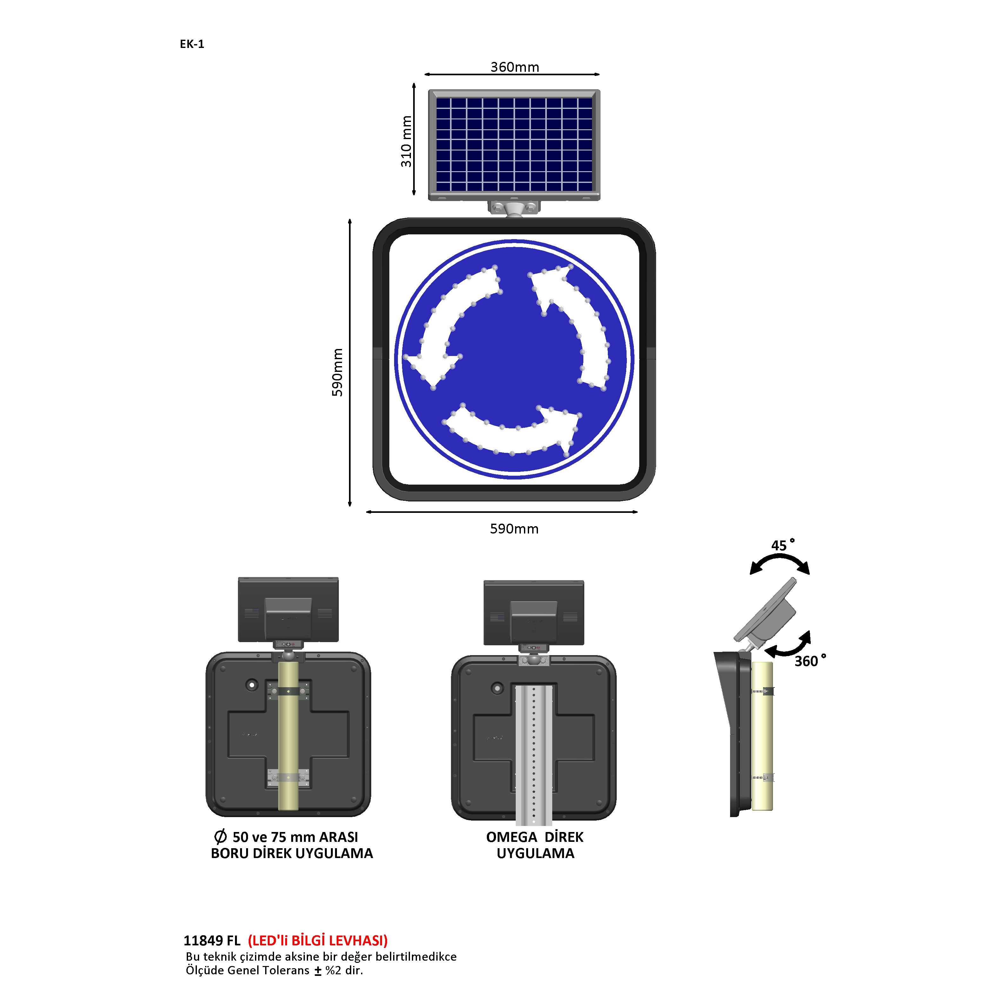 EK-1
360mm
310 mm
590mm
590mm
45°
360°
Ø 50 ve 75 mm ARASI
BORU DİREK UYGULAMA
OMEGA DİREK
UYGULAMA
11849 FL (LED'li BİLGİ LEVHASI)
Bu teknik çizimde aksine bir değer belirtilmedikce
Ölçüde Genel Tolerans ± %2 dir.